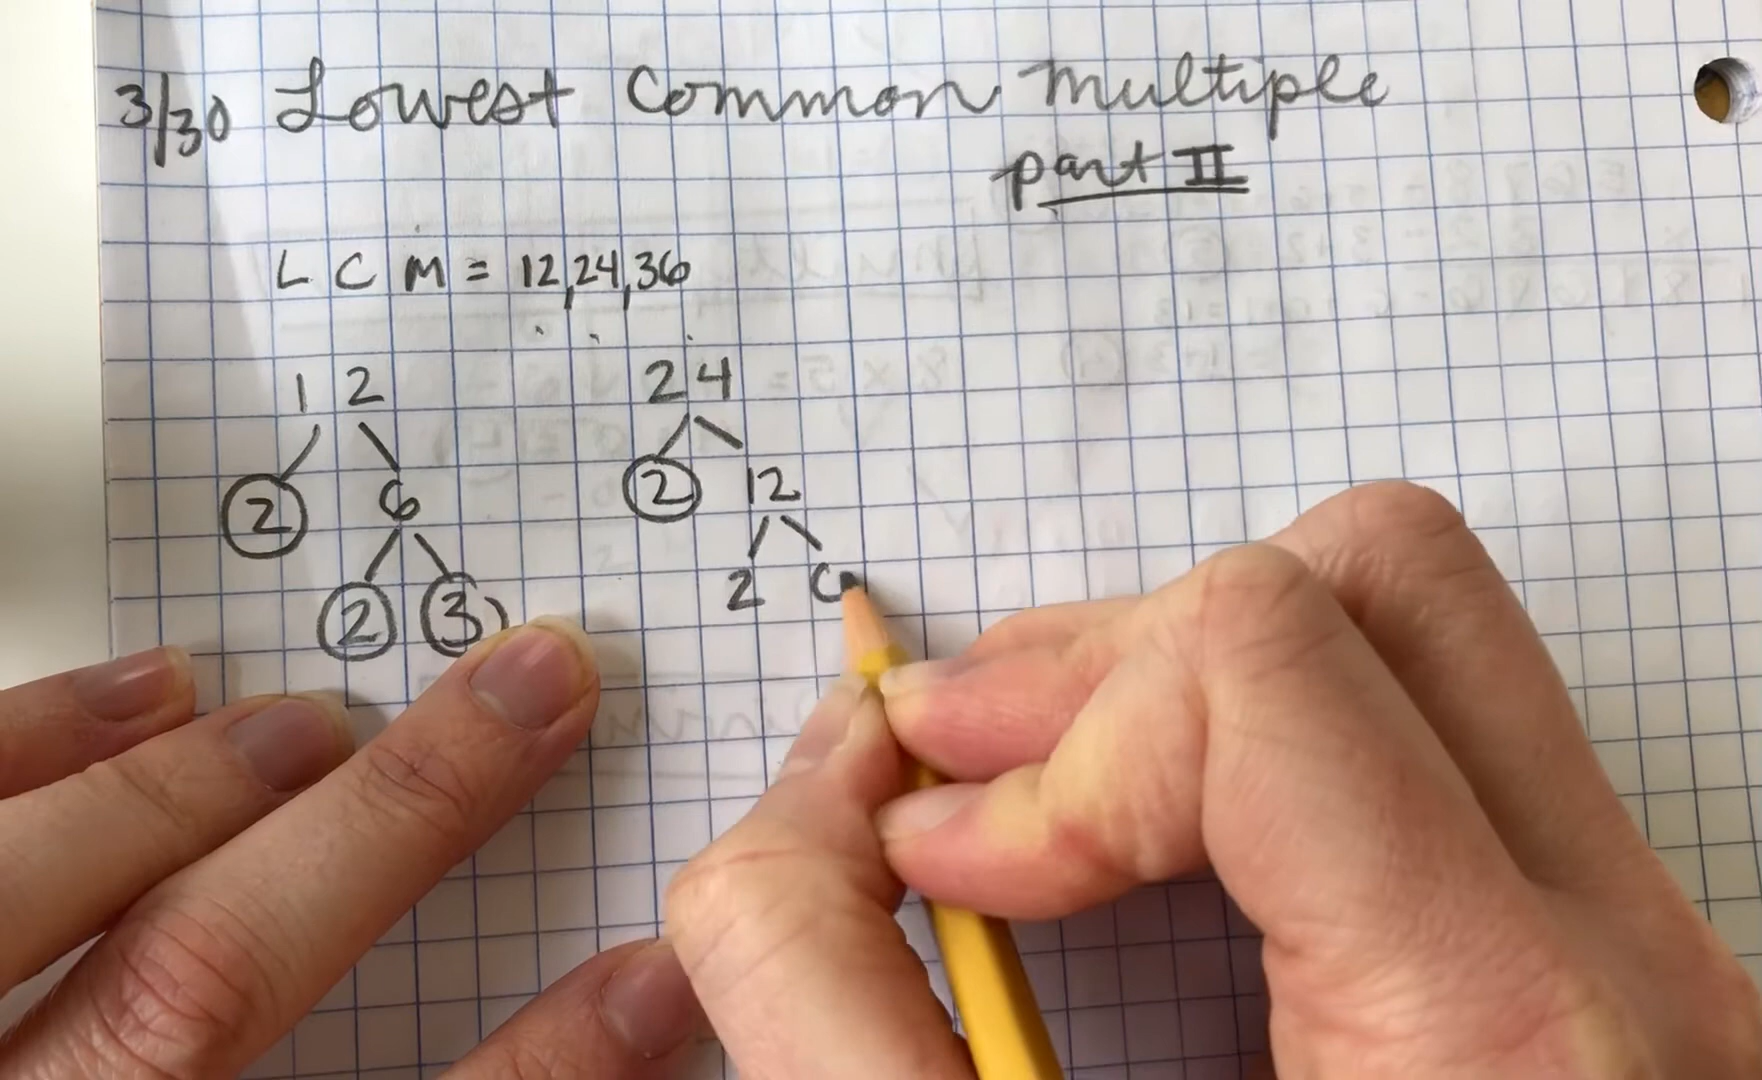 3/30 Lowest Common Multiple
part II
LCM = 12,24,36
12 24
2 6 2 12
2 3 2 6